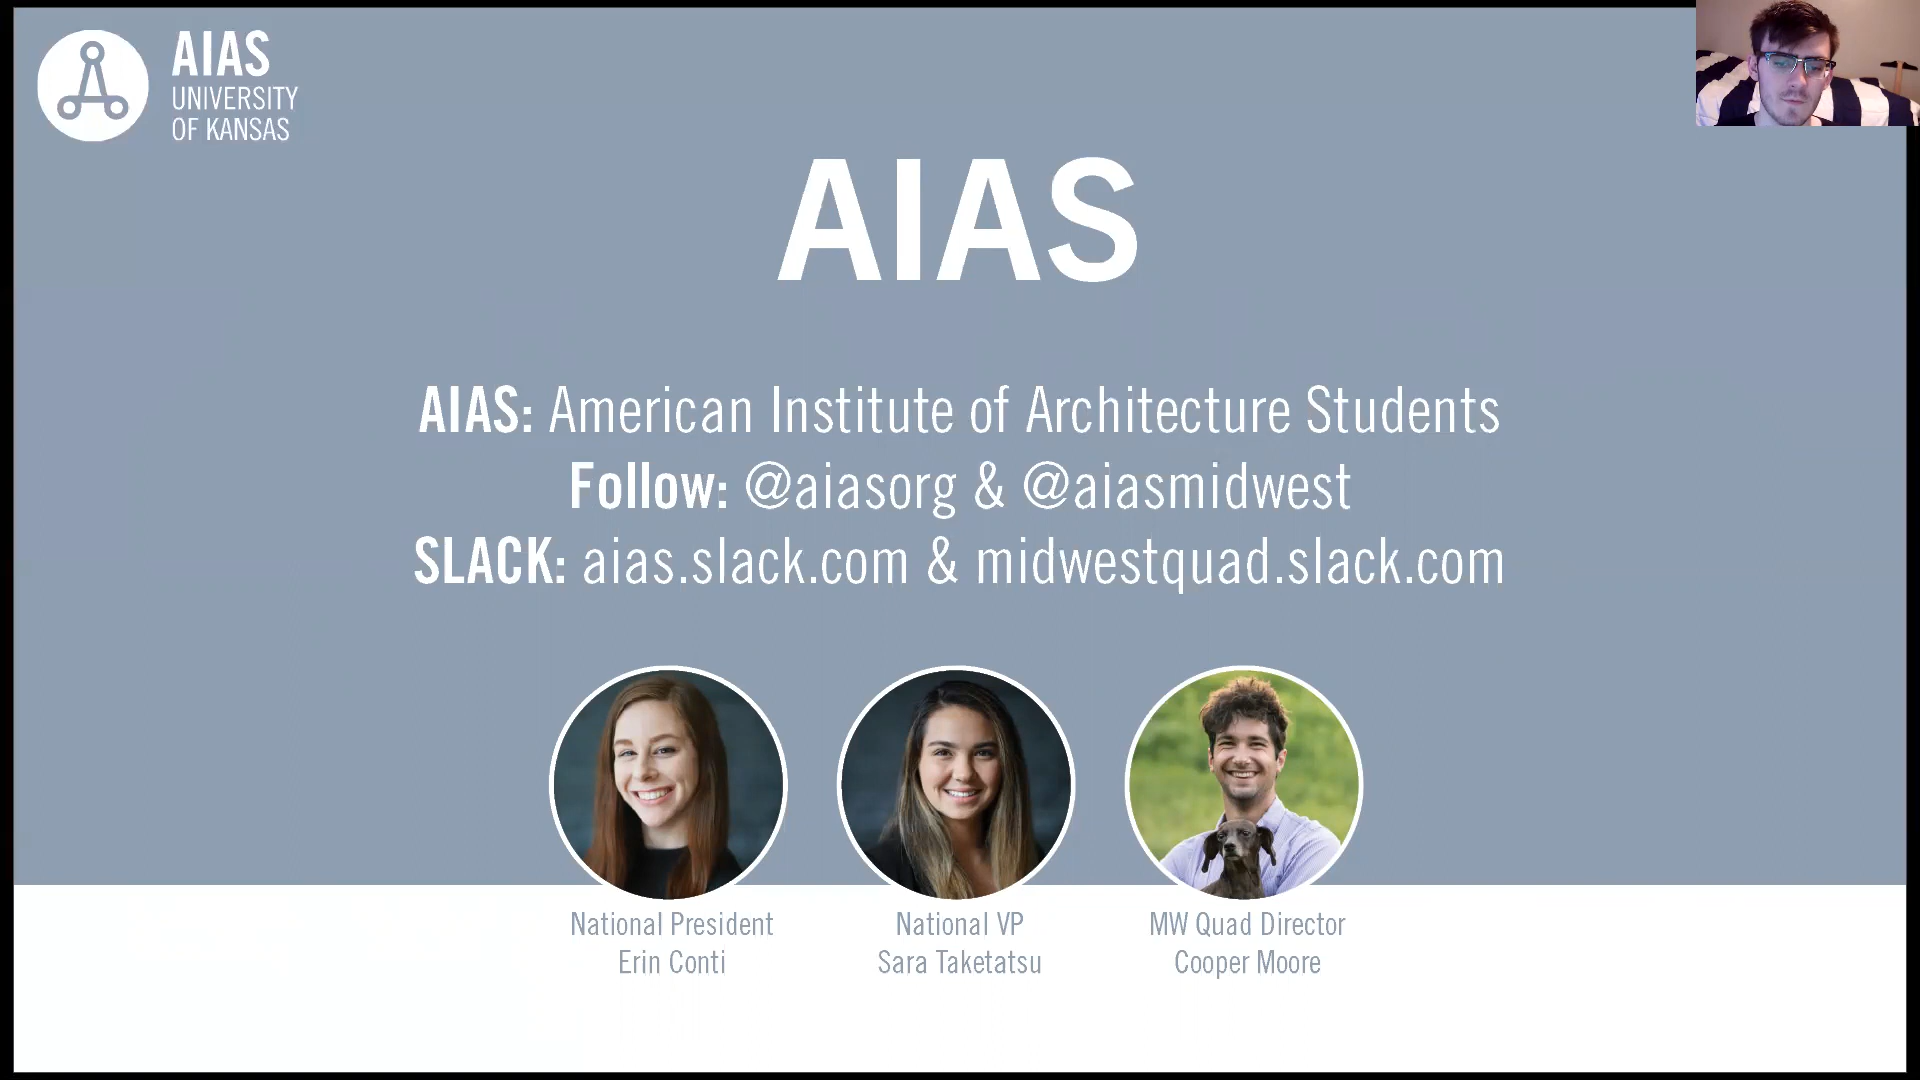 AIAS
UNIVERSITY
OF KANSAS
AIAS
AIAS: American Institute of Architecture Students
Follow: @aiasorg & @aiasmidwest
SLACK: aias.slack.com & midwestquad.slack.com
National President
Erin Conti
National VP
Sara Taketatsu
MW Quad Director
Cooper Moore